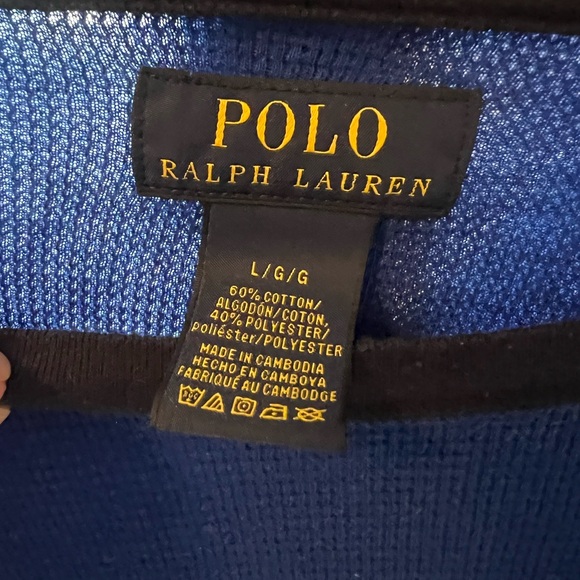 POLO
RALPH LAUREN
L/G/G
60% COTTON/
ALGODÓN/COTON,
40% POLYESTER/
poliéster/POLYESTER
MADE IN CAMBODIA
HECHO EN CAMBOYA
FABRIQUÉ AU CAMBODGE